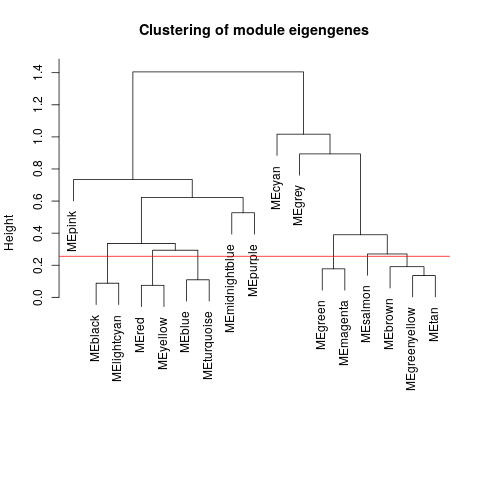 Clustering of module eigengenes
Height
1.4
1.2
1.0
0.8
0.6
0.4
0.2
0.0
MEpink
MEblack
MElightcyan
MEred
MEyellow
MEblue
MEturquoise
MEmidnightblue
MEpurple
MEcyan
MEgrey
MEgreen
MEmagenta
MEsalmon
MEbrown
MEgreenyellow
MEtan